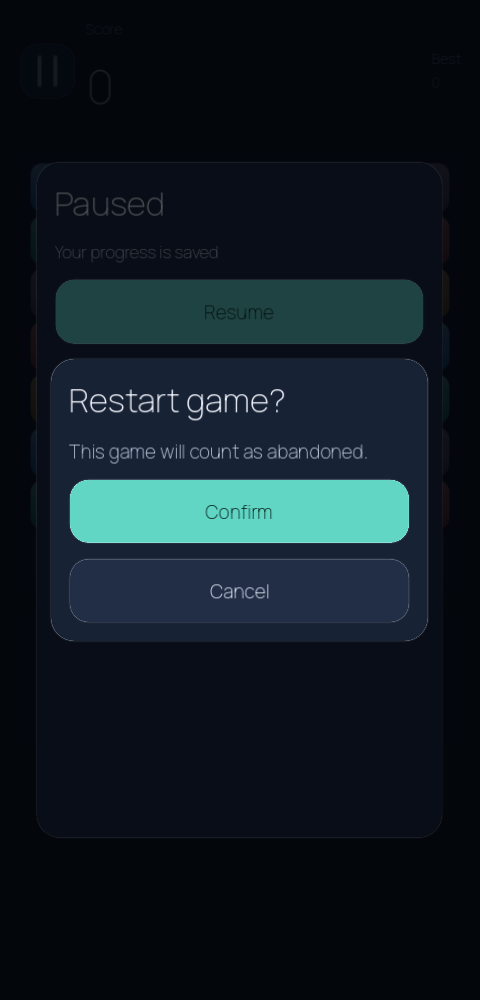 Score
Best
0
0
Paused
Your progress is saved
Resume
Restart game?
This game will count as abandoned.
Confirm
Cancel